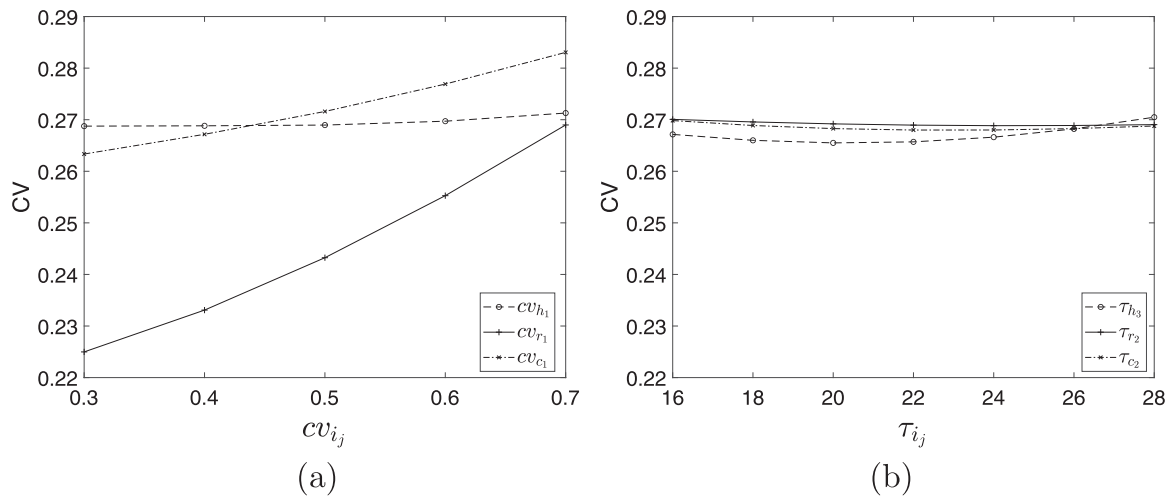 0.29
0.28
0.27
0.26
0.25
0.24
0.23
0.22
CV
0.3 0.4 0.5 0.6 0.7
cv_{i_j}
cv_{h_1}
cv_{r_1}
cv_{c_1}
(a)
0.29
0.28
0.27
0.26
0.25
0.24
0.23
0.22
CV
16 18 20 22 24 26 28
τ_{i_j}
τ_{h_3}
τ_{r_2}
τ_{c_2}
(b)